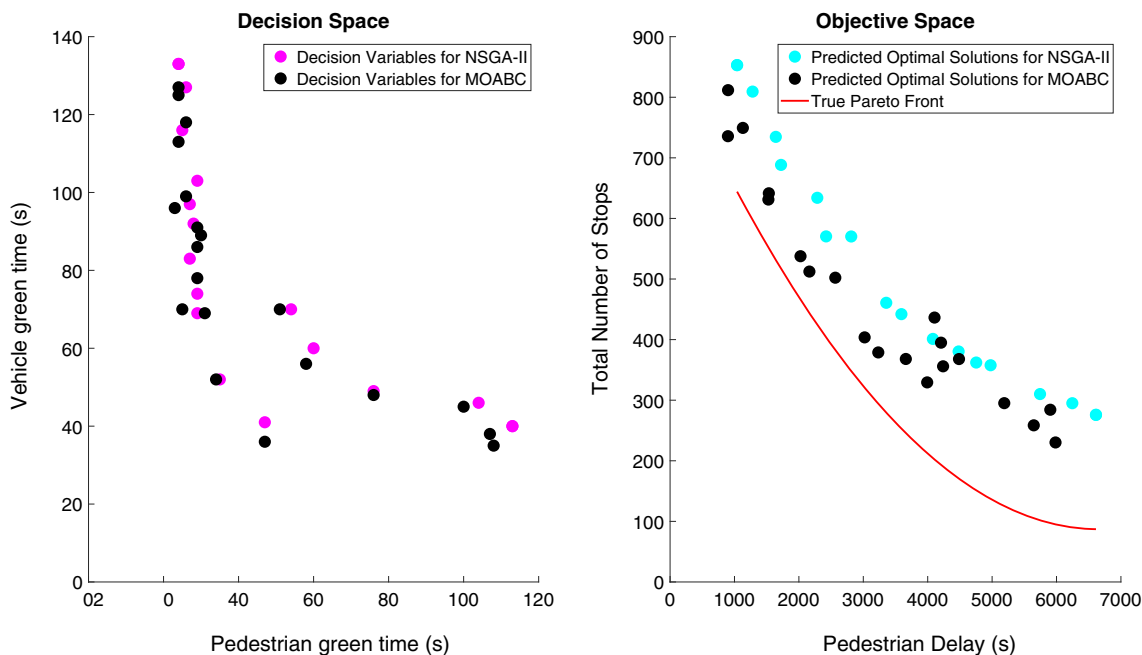 Decision Space
140
120
100
80
60
40
20
0
02 0 40 60 80 100 120
Vehicle green time (s)
Pedestrian green time (s)
Decision Variables for NSGA-II
Decision Variables for MOABC
Objective Space
900
800
700
600
500
400
300
200
100
0
0 1000 2000 3000 4000 5000 6000 7000
Total Number of Stops
Pedestrian Delay (s)
Predicted Optimal Solutions for NSGA-II
Predicted Optimal Solutions for MOABC
True Pareto Front